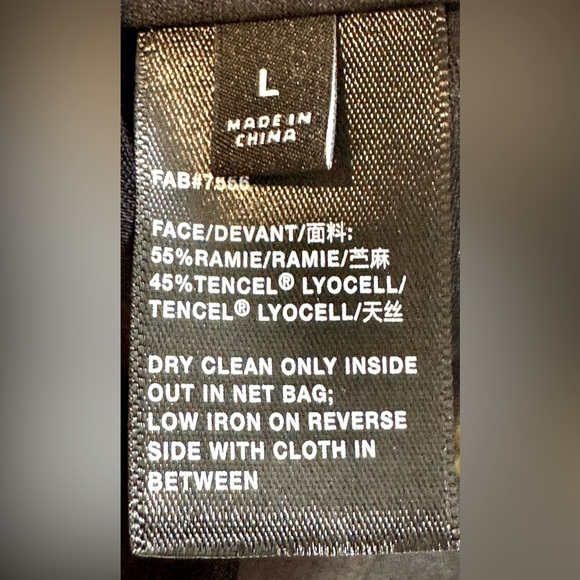 L
MADE IN
CHINA
FAB#7556
FACE/DEVANT/面料:
55%RAMIE/RAMIE/苎麻
45%TENCEL® LYOCELL/
TENCEL® LYOCELL/天丝
DRY CLEAN ONLY INSIDE
OUT IN NET BAG;
LOW IRON ON REVERSE
SIDE WITH CLOTH IN
BETWEEN